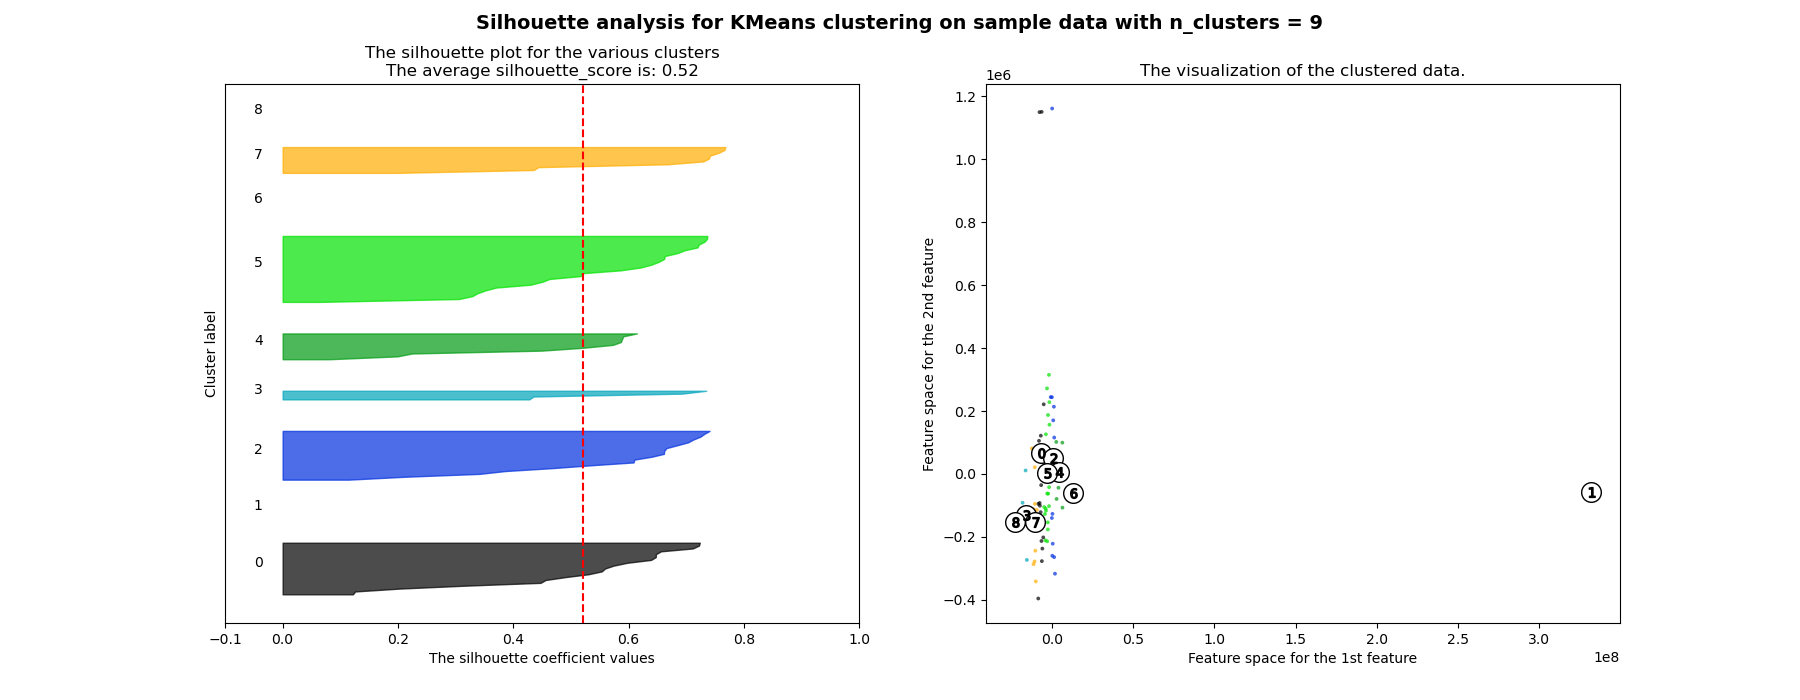 Silhouette analysis for KMeans clustering on sample data with n_clusters = 9
The silhouette plot for the various clusters
The average silhouette_score is: 0.52
8
7
6
5
4
3
2
1
0
Cluster label
−0.1 0.0 0.2 0.4 0.6 0.8 1.0
The silhouette coefficient values
The visualization of the clustered data.
1e6
1.2
1.0
0.8
0.6
0.4
0.2
0.0
−0.2
−0.4
Feature space for the 2nd feature
0
2
5 4
6
1
3
8 7
0.0 0.5 1.0 1.5 2.0 2.5 3.0
1e8
Feature space for the 1st feature